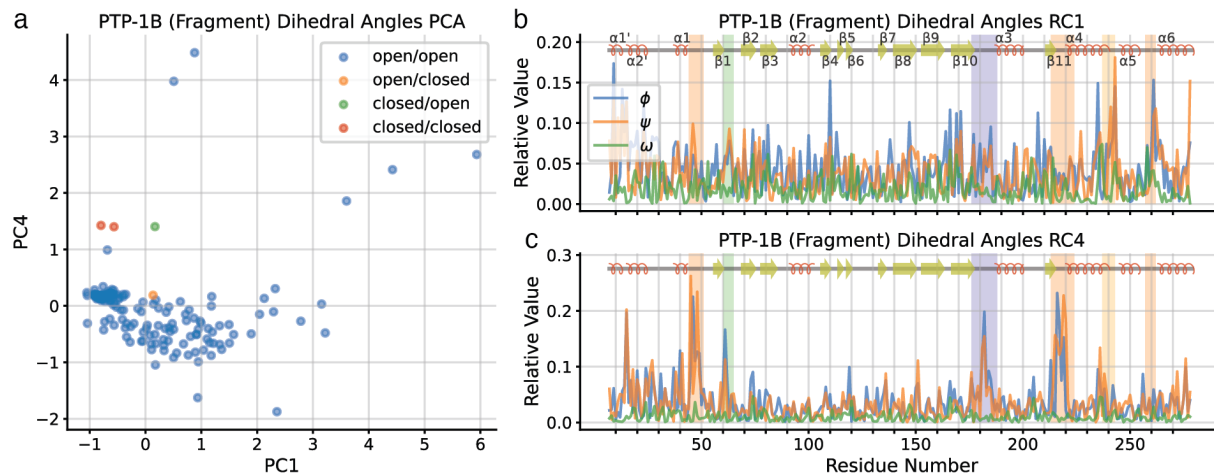 a
PTP-1B (Fragment) Dihedral Angles PCA
open/open
open/closed
closed/open
closed/closed
PC4
4
3
2
1
0
−1
−2
−1 0 1 2 3 4 5 6
PC1
b
PTP-1B (Fragment) Dihedral Angles RC1
α1' α1 β2 α2 β5 β7 β9 α3 α4 α6
α2' β1 β3 β4 β6 β8 β10 β11 α5
Relative Value
0.20
0.15
0.10
0.05
0.00
ϕ
ψ
ω
c
PTP-1B (Fragment) Dihedral Angles RC4
Relative Value
0.3
0.2
0.1
0.0
50 100 150 200 250
Residue Number